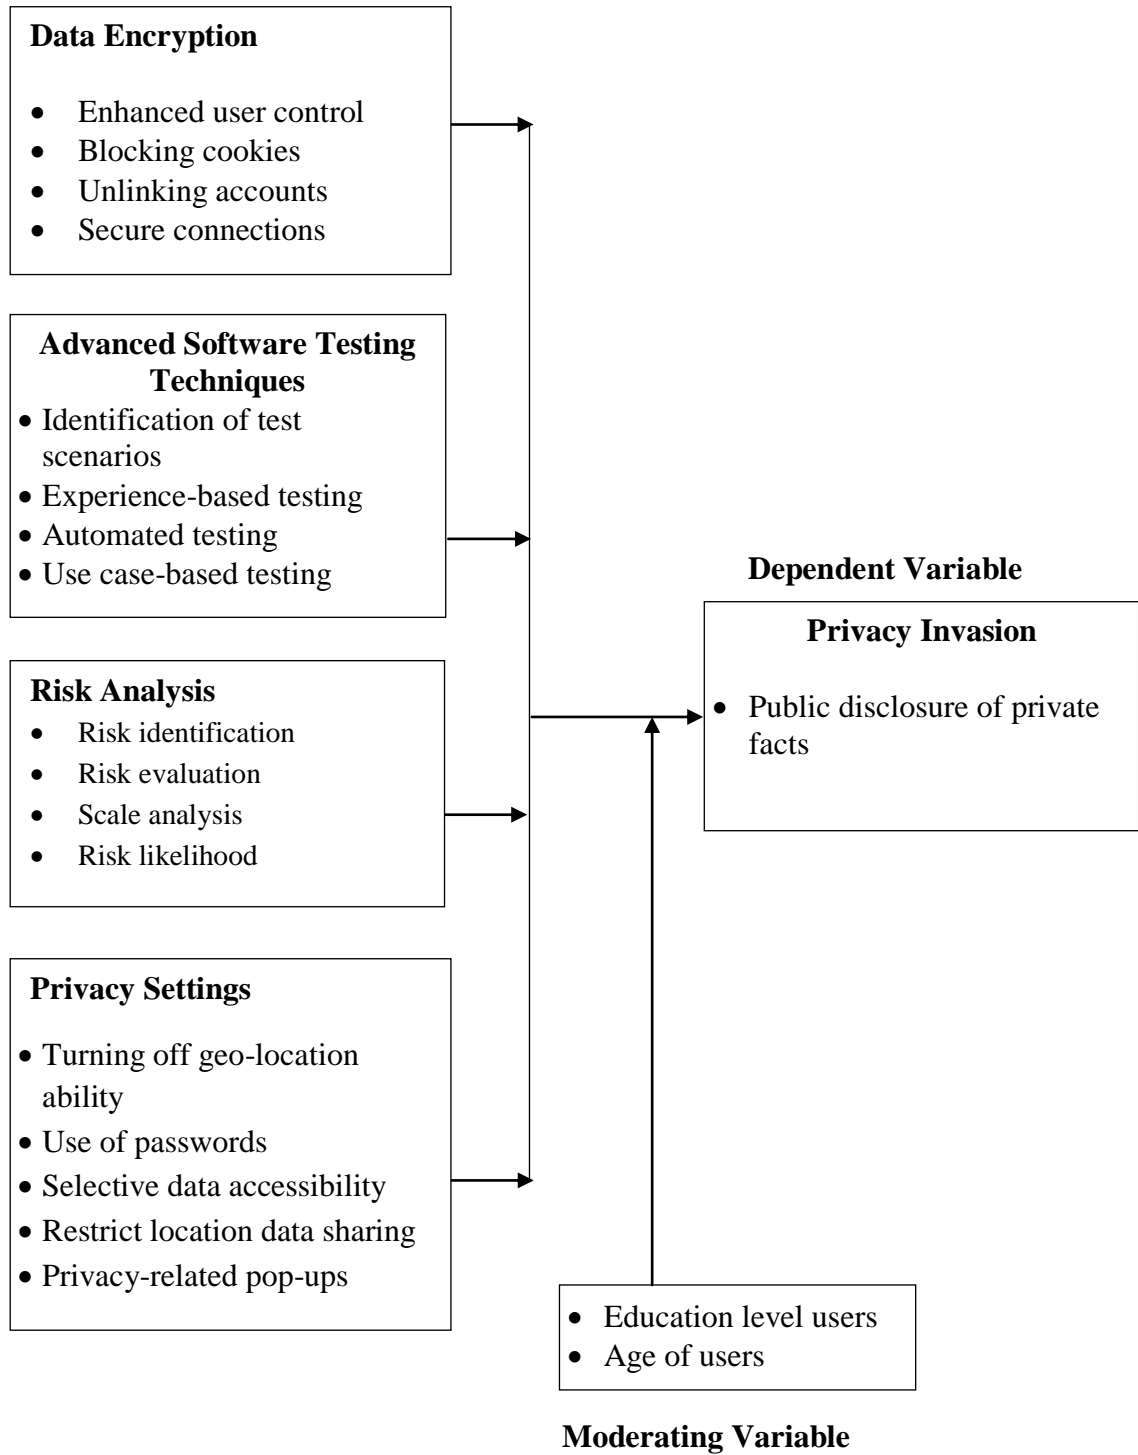 Data Encryption
• Enhanced user control
• Blocking cookies
• Unlinking accounts
• Secure connections
Advanced Software Testing
Techniques
• Identification of test
scenarios
• Experience-based testing
• Automated testing
• Use case-based testing
Risk Analysis
• Risk identification
• Risk evaluation
• Scale analysis
• Risk likelihood
Privacy Settings
• Turning off geo-location
ability
• Use of passwords
• Selective data accessibility
• Restrict location data sharing
• Privacy-related pop-ups
Dependent Variable
Privacy Invasion
• Public disclosure of private
facts
• Education level users
• Age of users
Moderating Variable